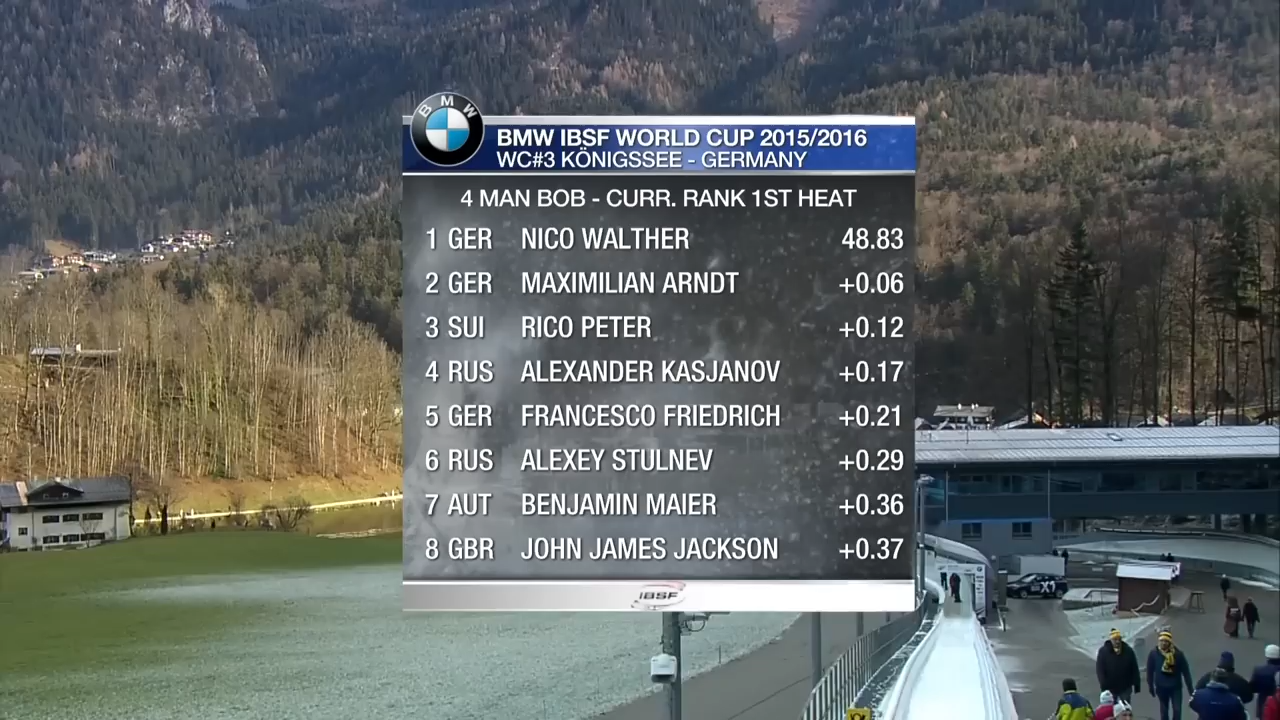 BMW
BMW IBSF WORLD CUP 2015/2016
WC#3 KÖNIGSSEE - GERMANY
4 MAN BOB - CURR. RANK 1ST HEAT
1 GER NICO WALTHER 48.83
2 GER MAXIMILIAN ARNDT +0.06
3 SUI RICO PETER +0.12
4 RUS ALEXANDER KASJANOV +0.17
5 GER FRANCESCO FRIEDRICH +0.21
6 RUS ALEXEY STULNEV +0.29
7 AUT BENJAMIN MAIER +0.36
8 GBR JOHN JAMES JACKSON +0.37
IBSF
X1